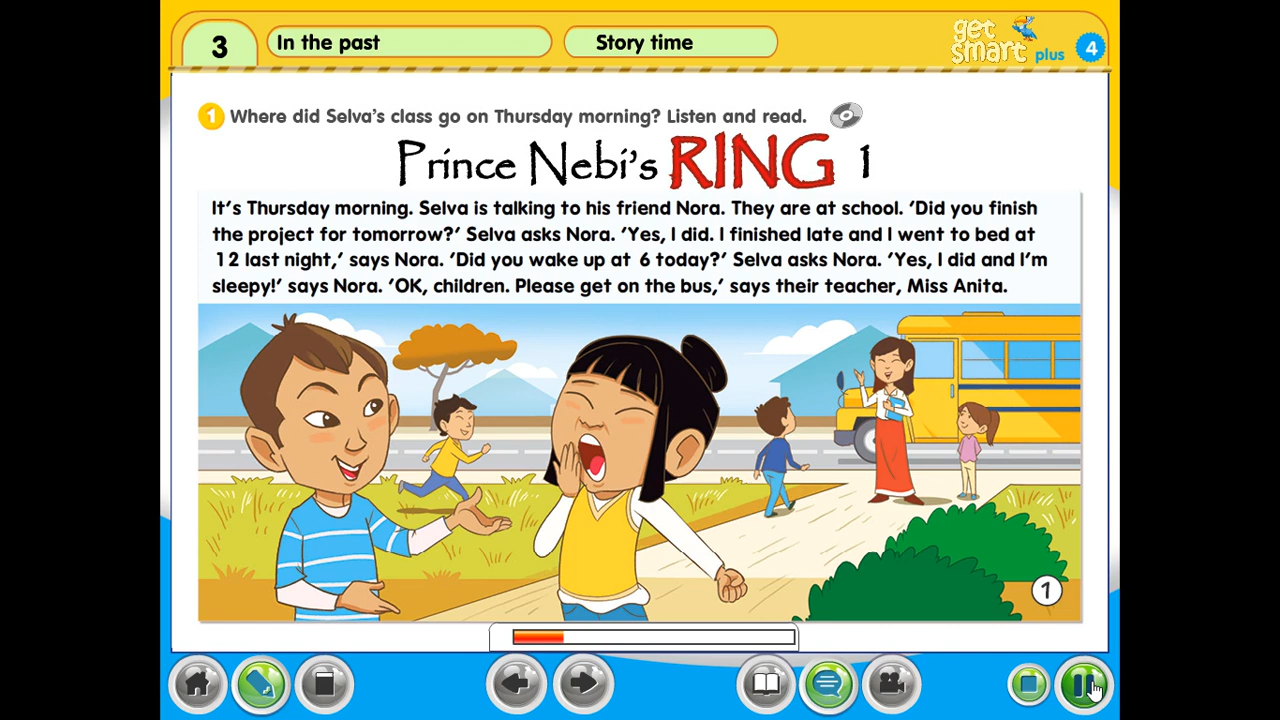 3
In the past
Story time
get
smart plus 4
1 Where did Selva's class go on Thursday morning? Listen and read.
Prince Nebi's RING 1
It's Thursday morning. Selva is talking to his friend Nora. They are at school. 'Did you finish
the project for tomorrow?' Selva asks Nora. 'Yes, I did. I finished late and I went to bed at
12 last night,' says Nora. 'Did you wake up at 6 today?' Selva asks Nora. 'Yes, I did and I'm
sleepy!' says Nora. 'OK, children. Please get on the bus,' says their teacher, Miss Anita.
1